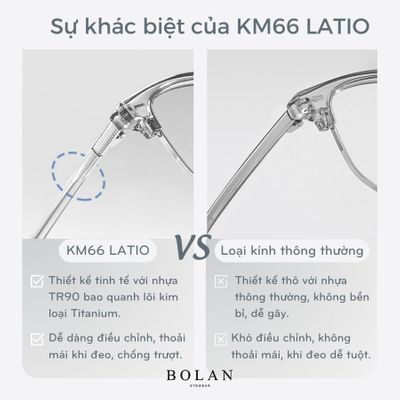 Sự khác biệt của KM66 LATIO
KM66 LATIO
VS
Loại kính thông thường
Thiết kế tinh tế với nhựa
TR90 bao quanh lõi kim
loại Titanium.
Dễ dàng điều chỉnh, thoải
mái khi đeo, chống trượt.
Thiết kế thô với nhựa
thông thường, không bền
bỉ, dễ gãy.
Khó điều chỉnh, không
thoải mái, khi đeo dễ tuột.
BOLAN
EYEWEAR